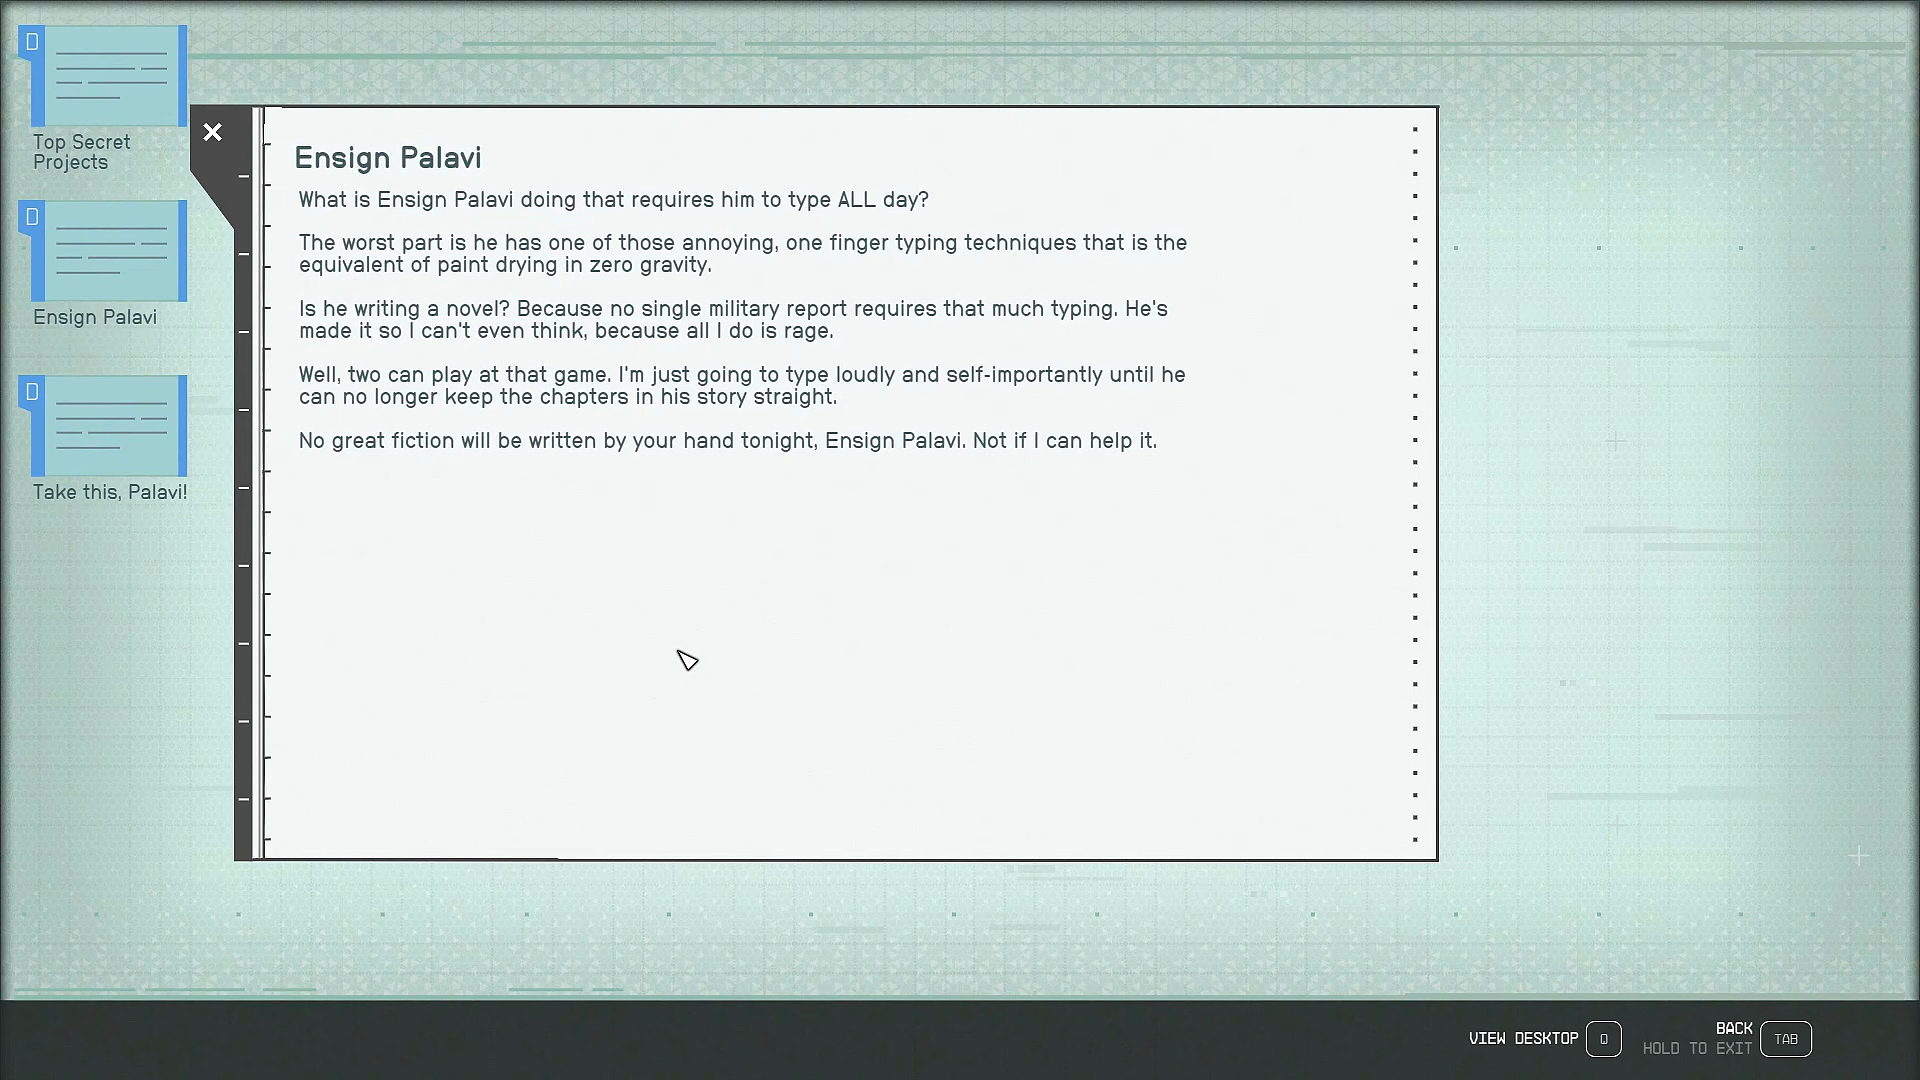 D
Top Secret
Projects
D
Ensign Palavi
D
Take this, Palavi!
Ensign Palavi
What is Ensign Palavi doing that requires him to type ALL day?
The worst part is he has one of those annoying, one finger typing techniques that is the
equivalent of paint drying in zero gravity.
Is he writing a novel? Because no single military report requires that much typing. He's
made it so I can't even think, because all I do is rage.
Well, two can play at that game. I'm just going to type loudly and self-importantly until he
can no longer keep the chapters in his story straight.
No great fiction will be written by your hand tonight, Ensign Palavi. Not if I can help it.
VIEW DESKTOP Q
BACK
HOLD TO EXIT TAB